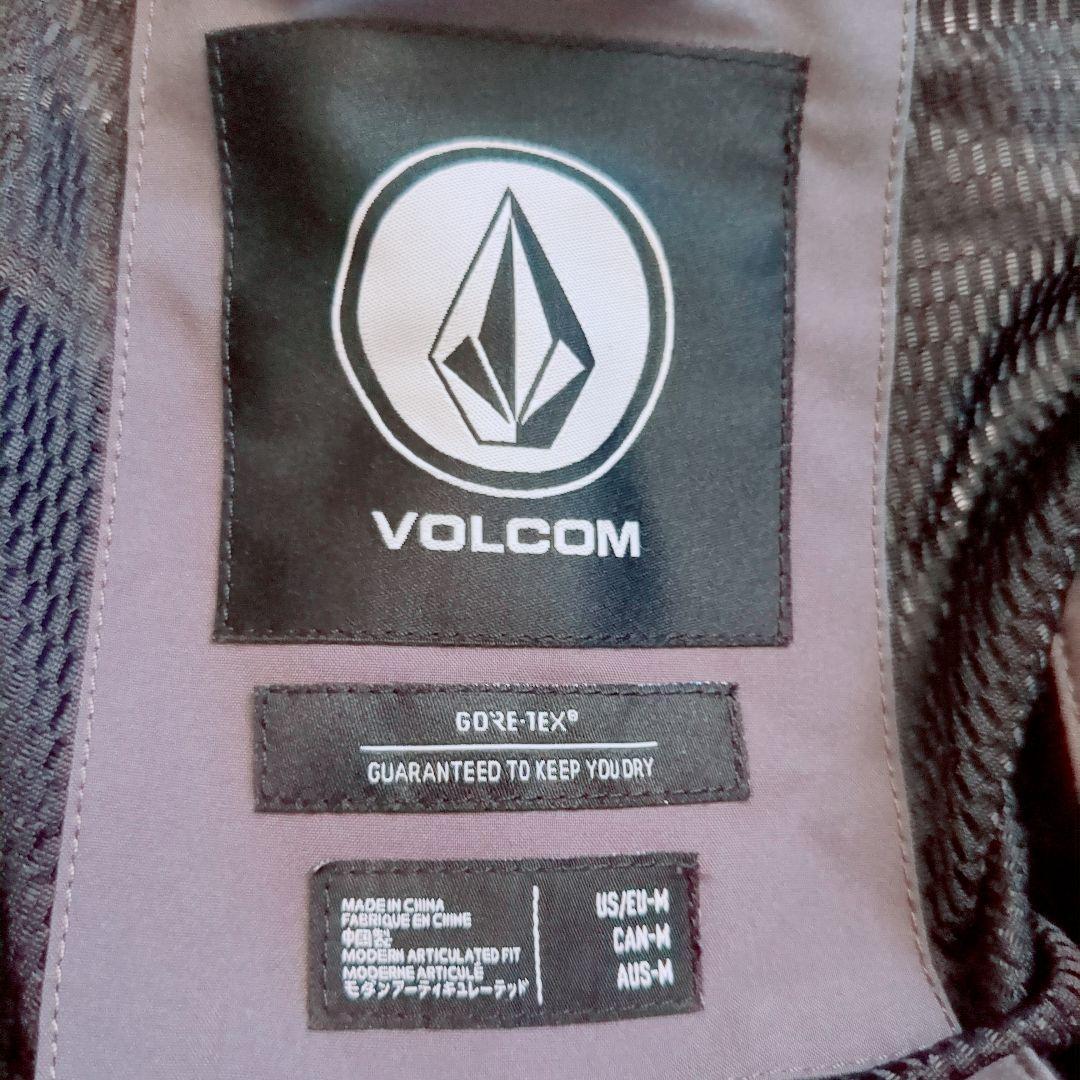 VOLCOM
GORE-TEX®
GUARANTEED TO KEEP YOU DRY
MADE IN CHINA
FABRIQUE EN CHINE
中国製
MODERN ARTICULATED FIT
MODERNE ARTICULÉ
モダンアーティキュレーテッド
US/EU-M
CAN-M
AUS-M